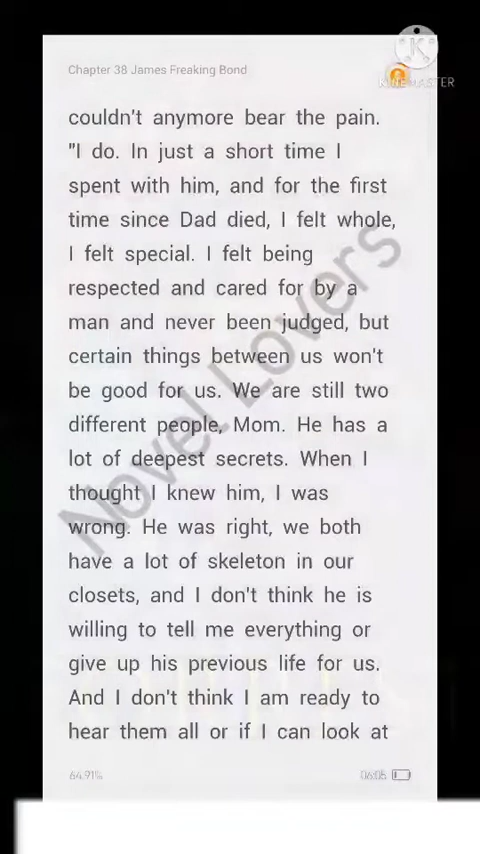 Chapter 38 James Freaking Bond
KINEMASTER
couldn't anymore bear the pain.
"I do. In just a short time I
spent with him, and for the first
time since Dad died, I felt whole,
I felt special. I felt being
respected and cared for by a
man and never been judged, but
certain things between us won't
be good for us. We are still two
different people, Mom. He has a
lot of deepest secrets. When I
thought I knew him, I was
wrong. He was right, we both
have a lot of skeleton in our
closets, and I don't think he is
willing to tell me everything or
give up his previous life for us.
And I don't think I am ready to
hear them all or if I can look at
Novel Lovers
64.91%
06:05